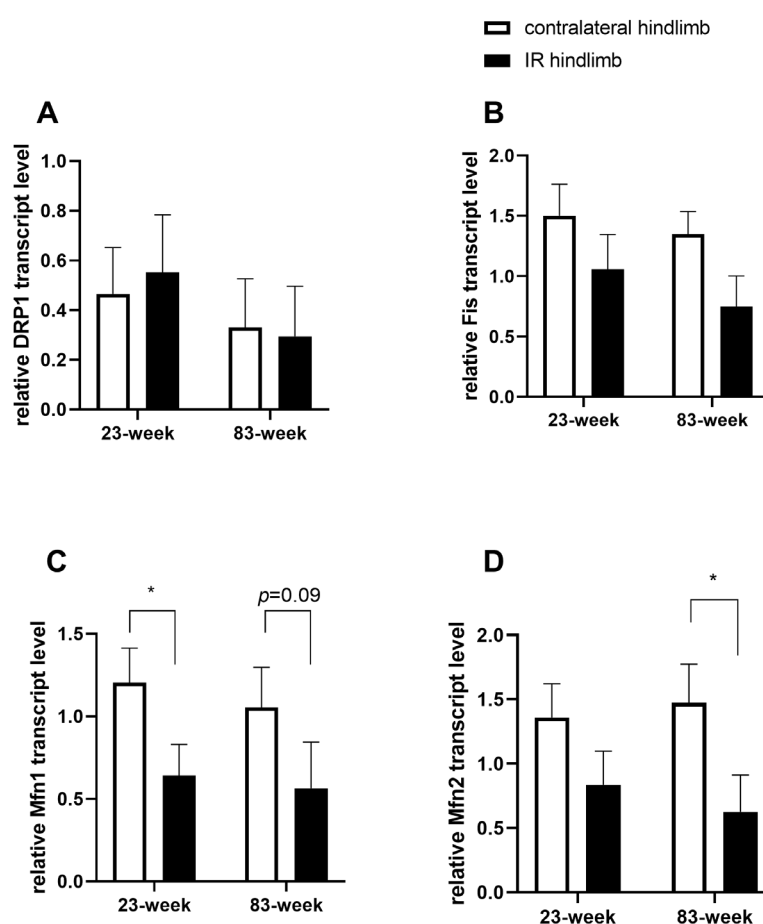 contralateral hindlimb
IR hindlimb
A
relative DRP1 transcript level
1.0
0.8
0.6
0.4
0.2
0.0
23-week 83-week
B
relative Fis transcript level
2.0
1.5
1.0
0.5
0.0
23-week 83-week
C
relative Mfn1 transcript level
* p=0.09
1.5
1.0
0.5
0.0
23-week 83-week
D
relative Mfn2 transcript level
*
2.0
1.5
1.0
0.5
0.0
23-week 83-week